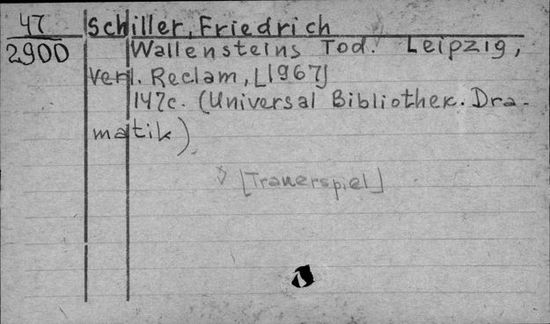 47 Schiller, Friedrich
2900 Wallensteins Tod. Leipzig,
Verl. Reclam, [1967]
147c. (Universal Bibliothek. Dra-
matik).
[Trauerspiel]